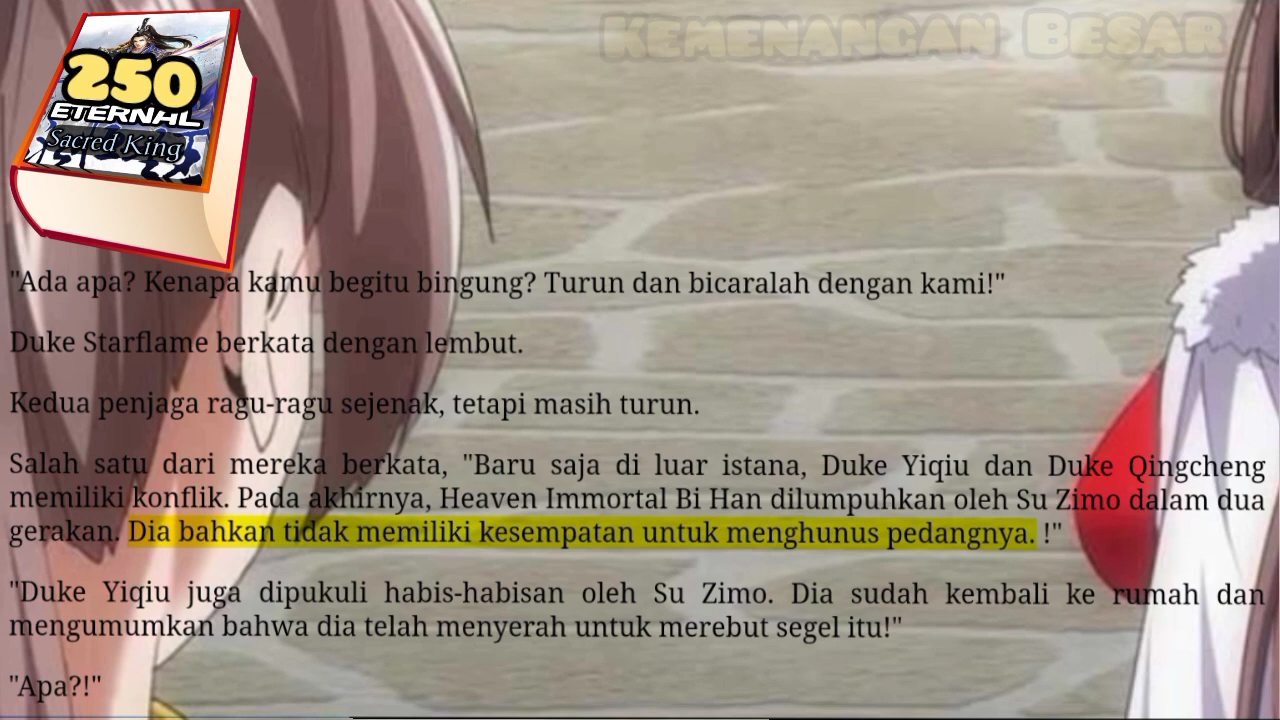 Kemenangan Besar
250
ETERNAL
Sacred King
"Ada apa? Kenapa kamu begitu bingung? Turun dan bicaralah dengan kami!"
Duke Starflame berkata dengan lembut.
Kedua penjaga ragu-ragu sejenak, tetapi masih turun.
Salah satu dari mereka berkata, "Baru saja di luar istana, Duke Yiqiu dan Duke Qingcheng
memiliki konflik. Pada akhirnya, Heaven Immortal Bi Han dilumpuhkan oleh Su Zimo dalam dua
gerakan. Dia bahkan tidak memiliki kesempatan untuk menghunus pedangnya. !"
"Duke Yiqiu juga dipukuli habis-habisan oleh Su Zimo. Dia sudah kembali ke rumah dan
mengumumkan bahwa dia telah menyerah untuk merebut segel itu!"
"Apa?!"